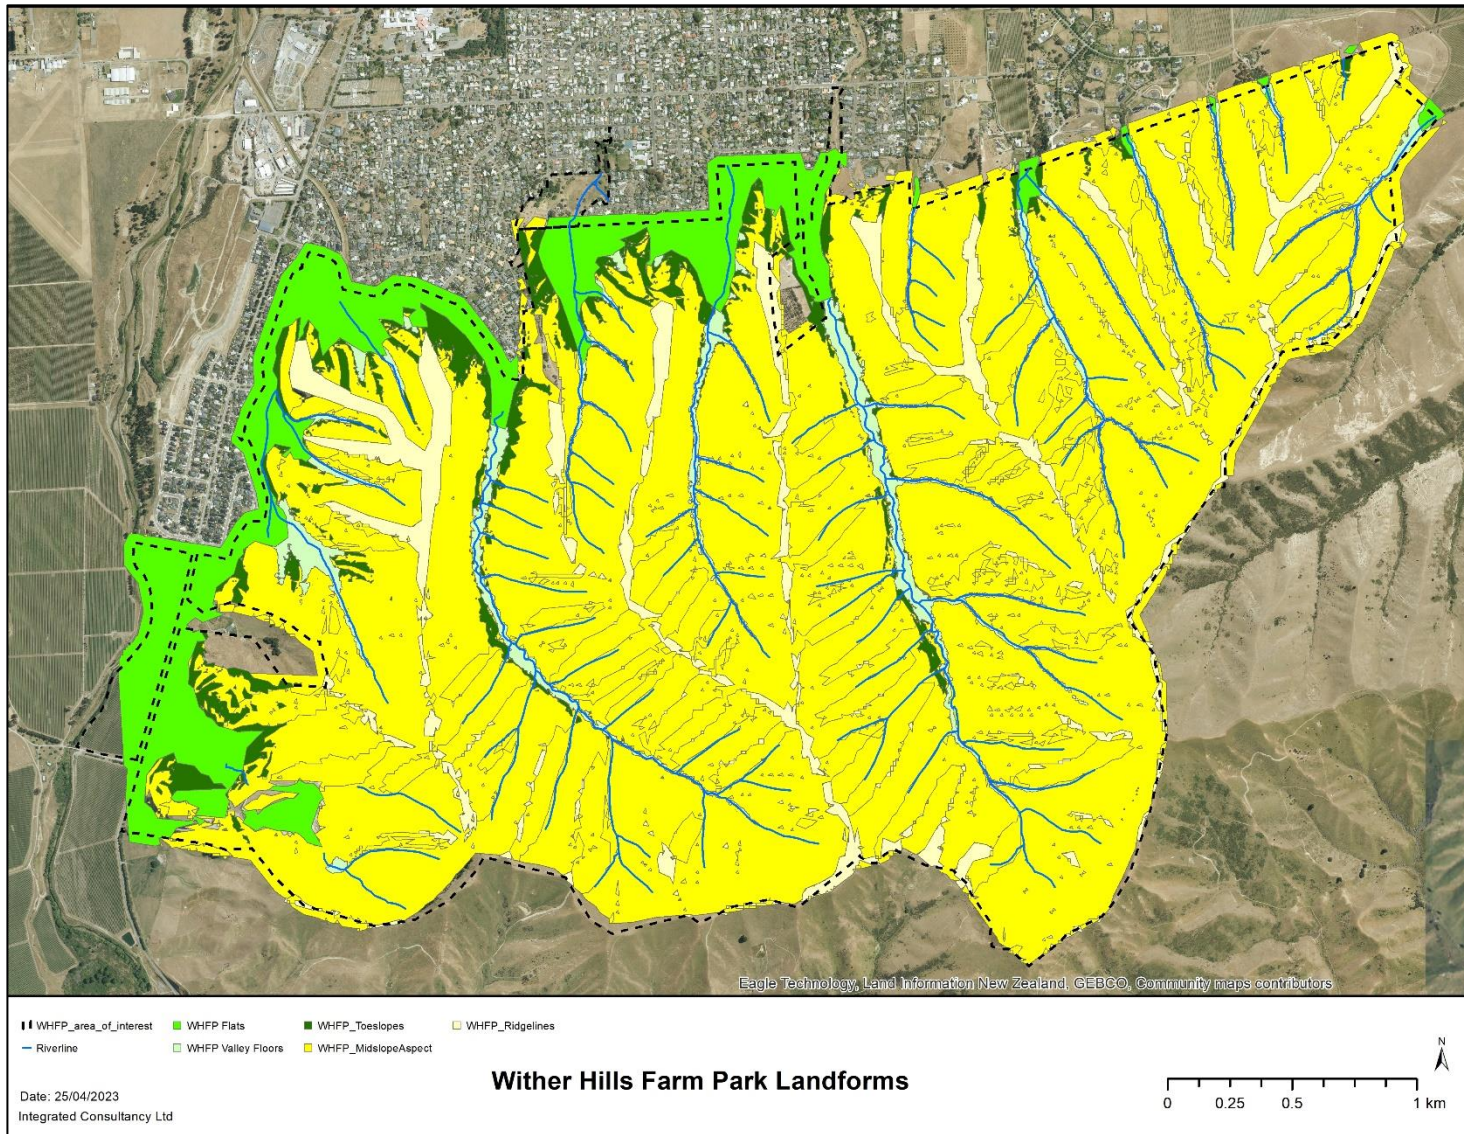 Eagle Technology, Land Information New Zealand, GEBCO, Community maps contributors
WHFP_area_of_interest
WHFP Flats
WHFP_Toeslopes
WHFP_Ridgelines
Riverline
WHFP Valley Floors
WHFP_MidslopeAspect
N
Wither Hills Farm Park Landforms
Date: 25/04/2023
Integrated Consultancy Ltd
0 0.25 0.5 1 km